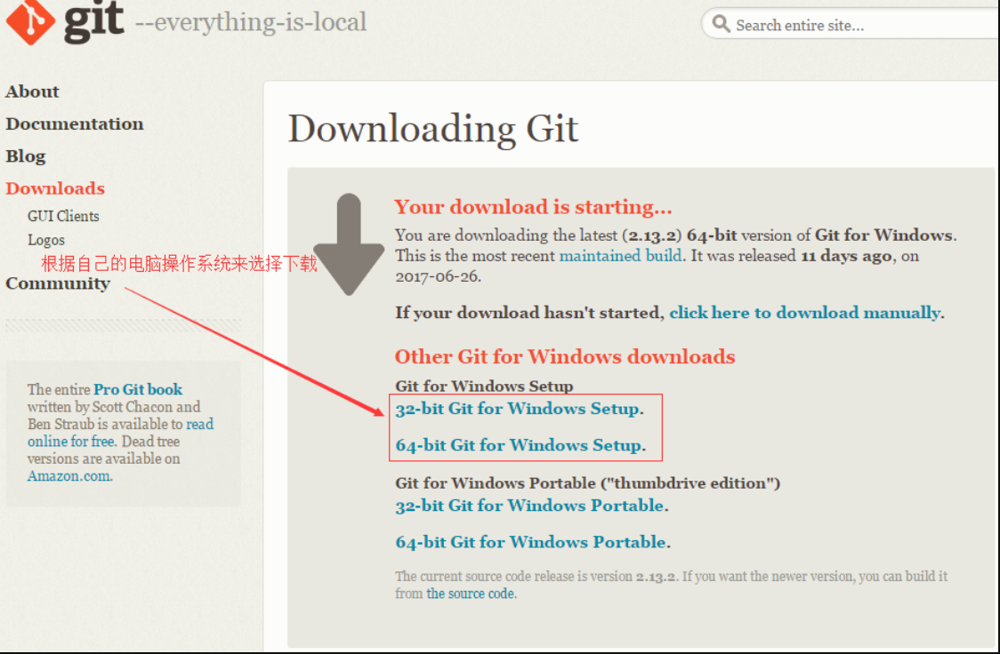 git --everything-is-local
Search entire site...
About
Documentation
Blog
Downloads
GUI Clients
Logos
根据自己的电脑操作系统来选择下载
Community
The entire Pro Git book
written by Scott Chacon and
Ben Straub is available to read
online for free. Dead tree
versions are available on
Amazon.com.
Downloading Git
Your download is starting...
You are downloading the latest (2.13.2) 64-bit version of Git for Windows.
This is the most recent maintained build. It was released 11 days ago, on
2017-06-26.
If your download hasn't started, click here to download manually.
Other Git for Windows downloads
Git for Windows Setup
32-bit Git for Windows Setup.
64-bit Git for Windows Setup.
Git for Windows Portable ("thumbdrive edition")
32-bit Git for Windows Portable.
64-bit Git for Windows Portable.
The current source code release is version 2.13.2. If you want the newer version, you can build it
from the source code.